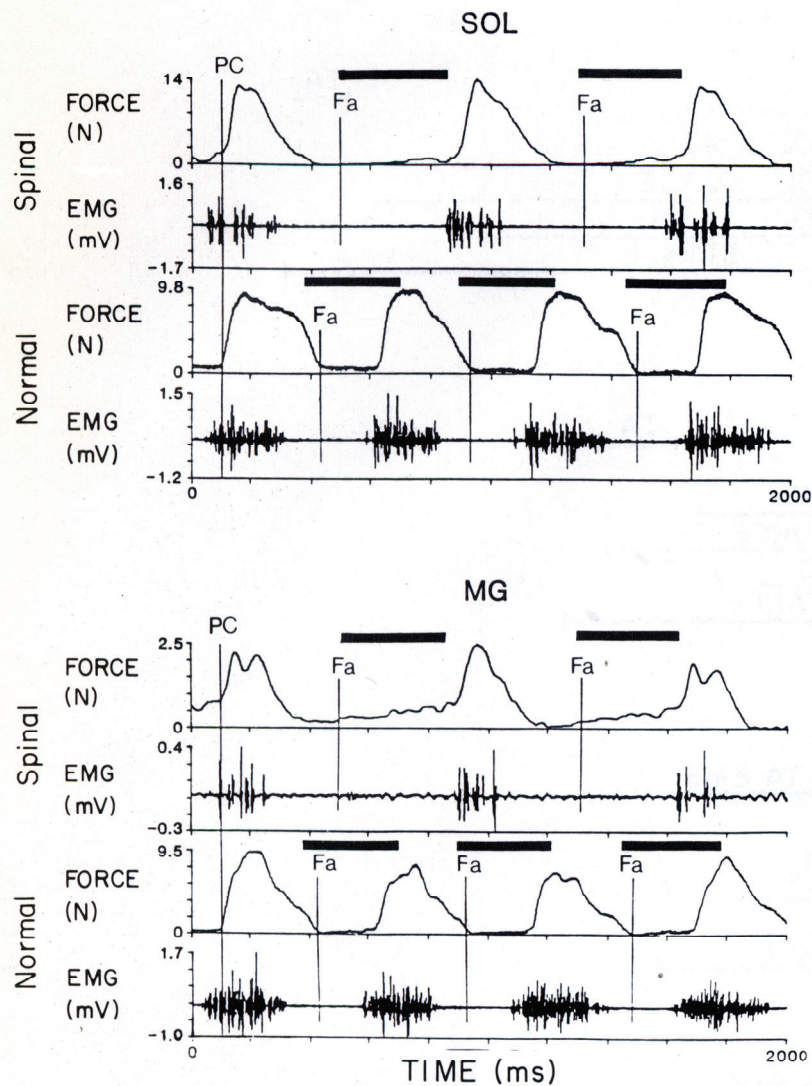 SOL
PC
Spinal
14
FORCE
(N)
0
Fa
Fa
1.6
EMG
(mV)
-1.7
Normal
9.8
FORCE
(N)
0
Fa
Fa
1.5
EMG
(mV)
-1.2
0
2000
MG
PC
Spinal
2.5
FORCE
(N)
0
Fa
Fa
0.4
EMG
(mV)
-0.3
Normal
9.5
FORCE
(N)
0
Fa
Fa
Fa
1.7
EMG
(mV)
-1.0
0
2000
TIME (ms)